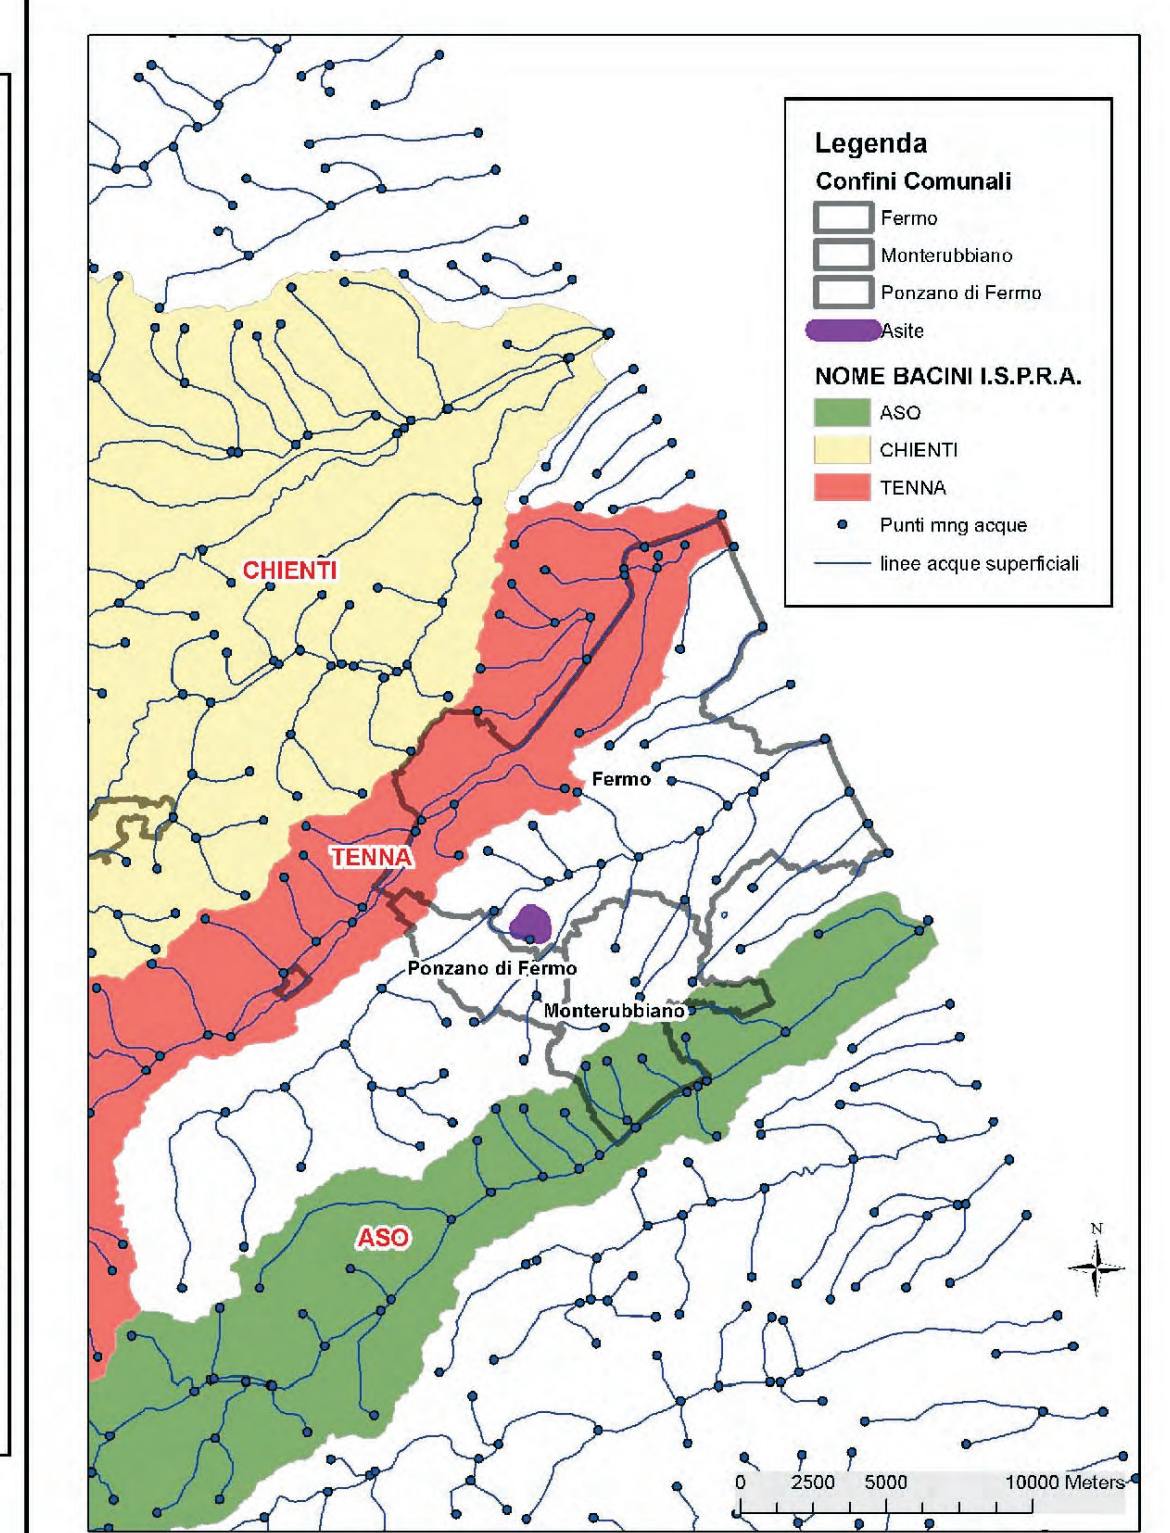 Legenda
Confini Comunali
Fermo
Monterubbiano
Ponzano di Fermo
Asite
NOME BACINI I.S.P.R.A.
ASO
CHIENTI
TENNA
Punti mng acque
linee acque superficiali
CHIENTI
Fermo
TENNA
Ponzano di Fermo
Monterubbiano
ASO
N
0 2500 5000 10000 Meters